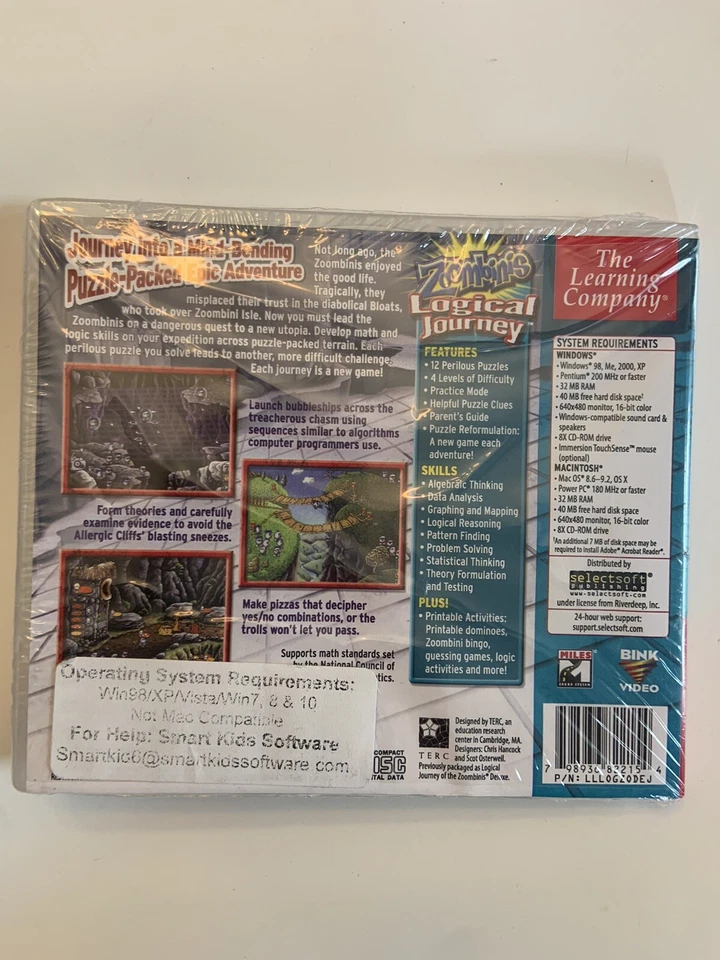 Journey into a Mind-Bending
Puzzle-Packed Epic Adventure
Not long ago, the
Zoombinis enjoyed
the good life.
Tragically, they
misplaced their trust in the diabolical Bloats,
who took over Zoombini Isle. Now you must lead the
Zoombinis on a dangerous quest to a new utopia. Develop math and
logic skills on your expedition across puzzle-packed terrain. Each
perilous puzzle you solve leads to another, more difficult challenge.
Each journey is a new game!
Launch bubbleships across the
treacherous chasm using
sequences similar to algorithms
computer programmers use.
Form theories and carefully
examine evidence to avoid the
Allergic Cliffs' blasting sneezes.
Make pizzas that decipher
yes/no combinations, or the
trolls won't let you pass.
Supports math standards set
by the National Council of
tics.
Operating System Requirements:
Win98/XP/Vista/Win7, 8 & 10
Not Mac Compatible
For Help: Smart Kids Software
Smartkid6@smartkidssoftware.com
COMPACT
DISC
DIGITAL DATA
Zoombinis
Logical
Journey™
FEATURES
• 12 Perilous Puzzles
• 4 Levels of Difficulty
• Practice Mode
• Helpful Puzzle Clues
• Parent's Guide
• Puzzle Reformulation:
A new game each
adventure!
SKILLS
• Algebraic Thinking
• Data Analysis
• Graphing and Mapping
• Logical Reasoning
• Pattern Finding
• Problem Solving
• Statistical Thinking
• Theory Formulation
and Testing
PLUS!
• Printable Activities:
Printable dominoes,
Zoombini bingo,
guessing games, logic
activities and more!
TERC
Designed by TERC, an
education research
center in Cambridge, MA.
Designers: Chris Hancock
and Scot Osterweil.
Previously packaged as Logical
Journey of the Zoombinis® Deluxe.
The
Learning
Company®
SYSTEM REQUIREMENTS
WINDOWS®
• Windows® 98, Me, 2000, XP
• Pentium® 200 MHz or faster
• 32 MB RAM
• 40 MB free hard disk space¹
• 640x480 monitor, 16-bit color
• Windows-compatible sound card &
speakers
• 8X CD-ROM drive
• Immersion TouchSense™ mouse
(optional)
MACINTOSH®
• Mac OS® 8.6–9.2, OS X
• Power PC® 180 MHz or faster
• 32 MB RAM
• 40 MB free hard disk space
• 640x480 monitor, 16-bit color
• 8X CD-ROM drive
¹An additional 7 MB of disk space may be
required to install Adobe® Acrobat Reader®.
Distributed by
selectsoft®
publishing
www.selectsoft.com
under license from Riverdeep, Inc.
24-hour web support:
support.selectsoft.com
MILES
SOUND SYSTEM
BINK
VIDEO
7 98936 83215 4
P/N: LLLOG20DEJ